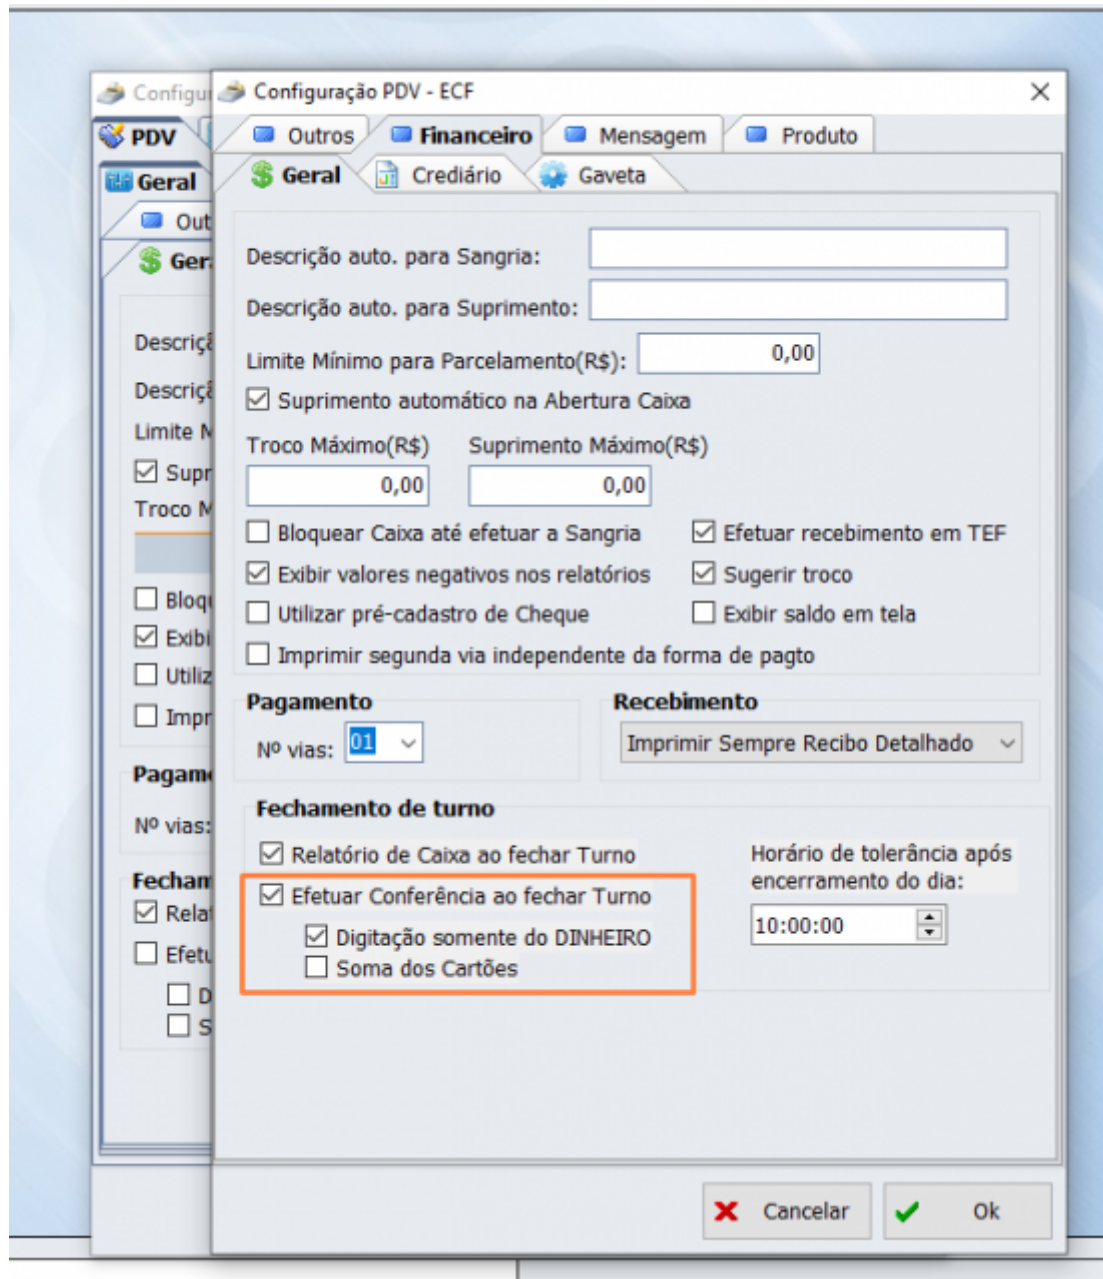 Configu
Configuração PDV - ECF
PDV
Outros
Financeiro
Mensagem
Produto
Geral
Geral
Crediário
Gaveta
Out
Ger
Descrição auto. para Sangria:
Descrição auto. para Suprimento:
Descriç
Limite Mínimo para Parcelamento(R$): 0,00
Descriç
Suprimento automático na Abertura Caixa
Limite M
Troco Máximo(R$) Suprimento Máximo(R$)
Supr
0,00 0,00
Troco M
Bloquear Caixa até efetuar a Sangria Efetuar recebimento em TEF
Exibir valores negativos nos relatórios Sugerir troco
Bloqu
Utilizar pré-cadastro de Cheque Exibir saldo em tela
Exibi
Imprimir segunda via independente da forma de pagto
Utiliz
Impr
Pagamento Recebimento
Nº vias: 01 Imprimir Sempre Recibo Detalhado
Pagam
Fechamento de turno
Nº vias:
Relatório de Caixa ao fechar Turno
Horário de tolerância após
encerramento do dia:
Fecham
Efetuar Conferência ao fechar Turno
Relat
10:00:00
Digitação somente do DINHEIRO
Efetu
Soma dos Cartões
D
S
Cancelar Ok